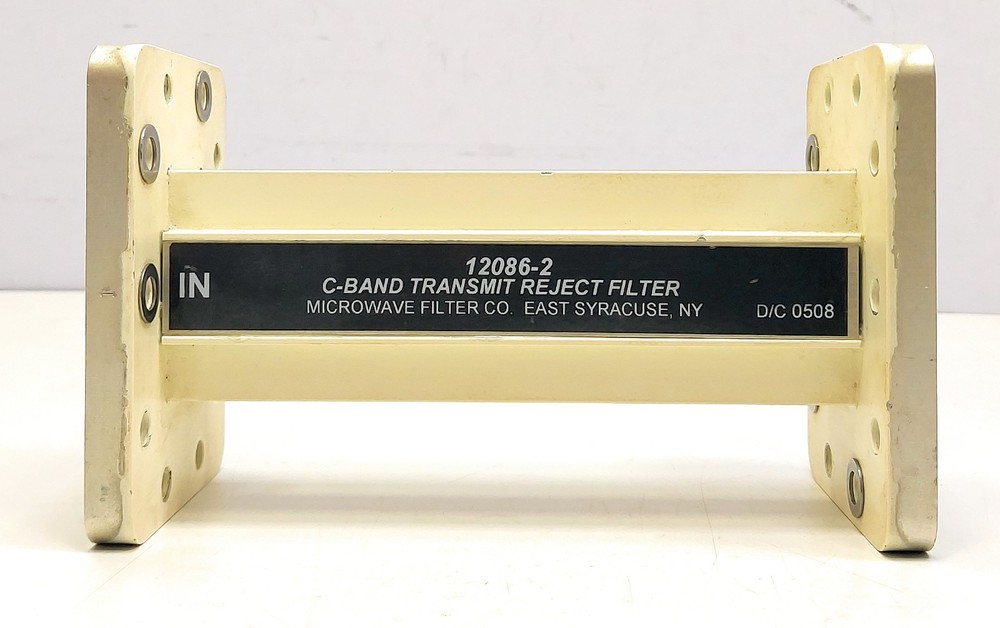 IN
12086-2
C-BAND TRANSMIT REJECT FILTER
MICROWAVE FILTER CO. EAST SYRACUSE, NY
D/C 0508